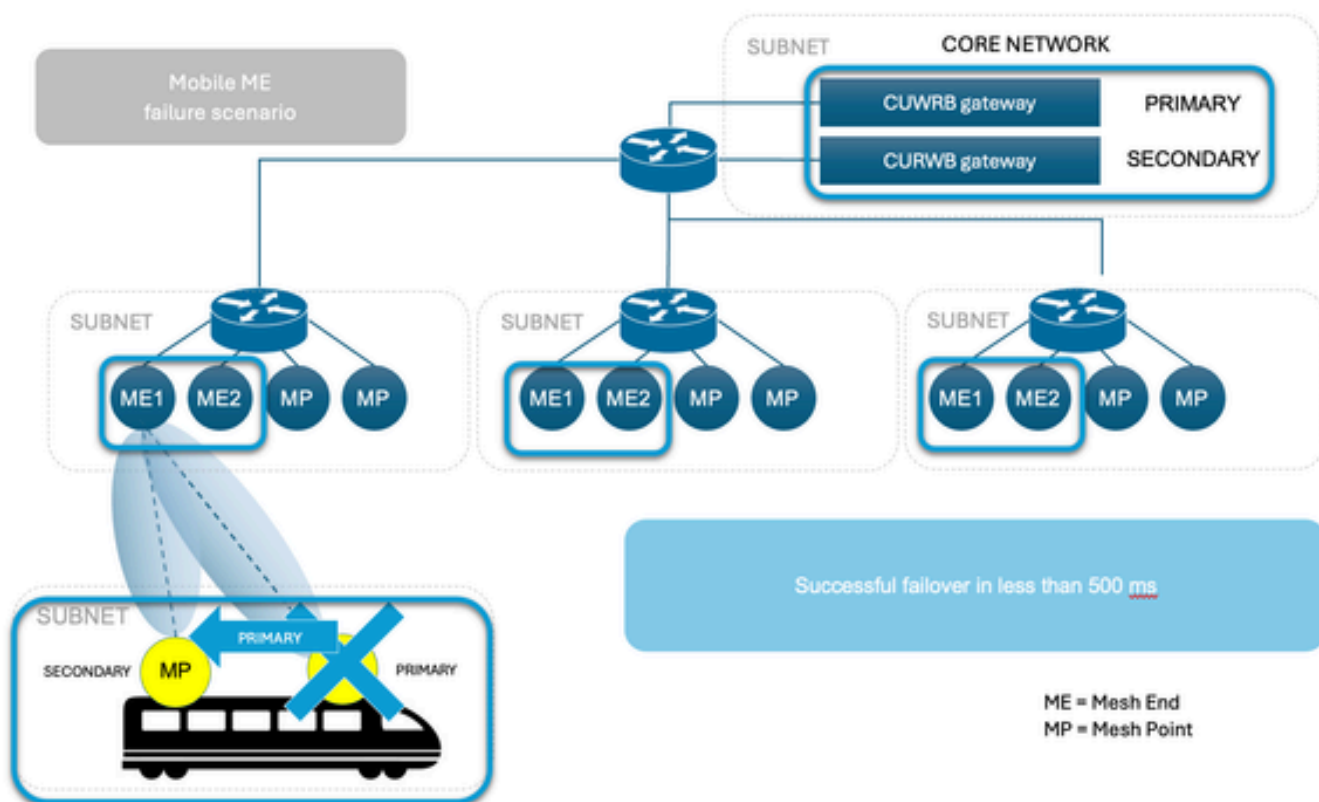 Mobile ME
failure scenario
SUBNET
CORE NETWORK
CUWRB gateway
PRIMARY
CURWB gateway
SECONDARY
SUBNET
ME1
ME2
MP
MP
SUBNET
ME1
ME2
MP
MP
SUBNET
ME1
ME2
MP
MP
Successful failover in less than 500 ms
SUBNET
SECONDARY
MP
PRIMARY
PRIMARY
ME = Mesh End
MP = Mesh Point